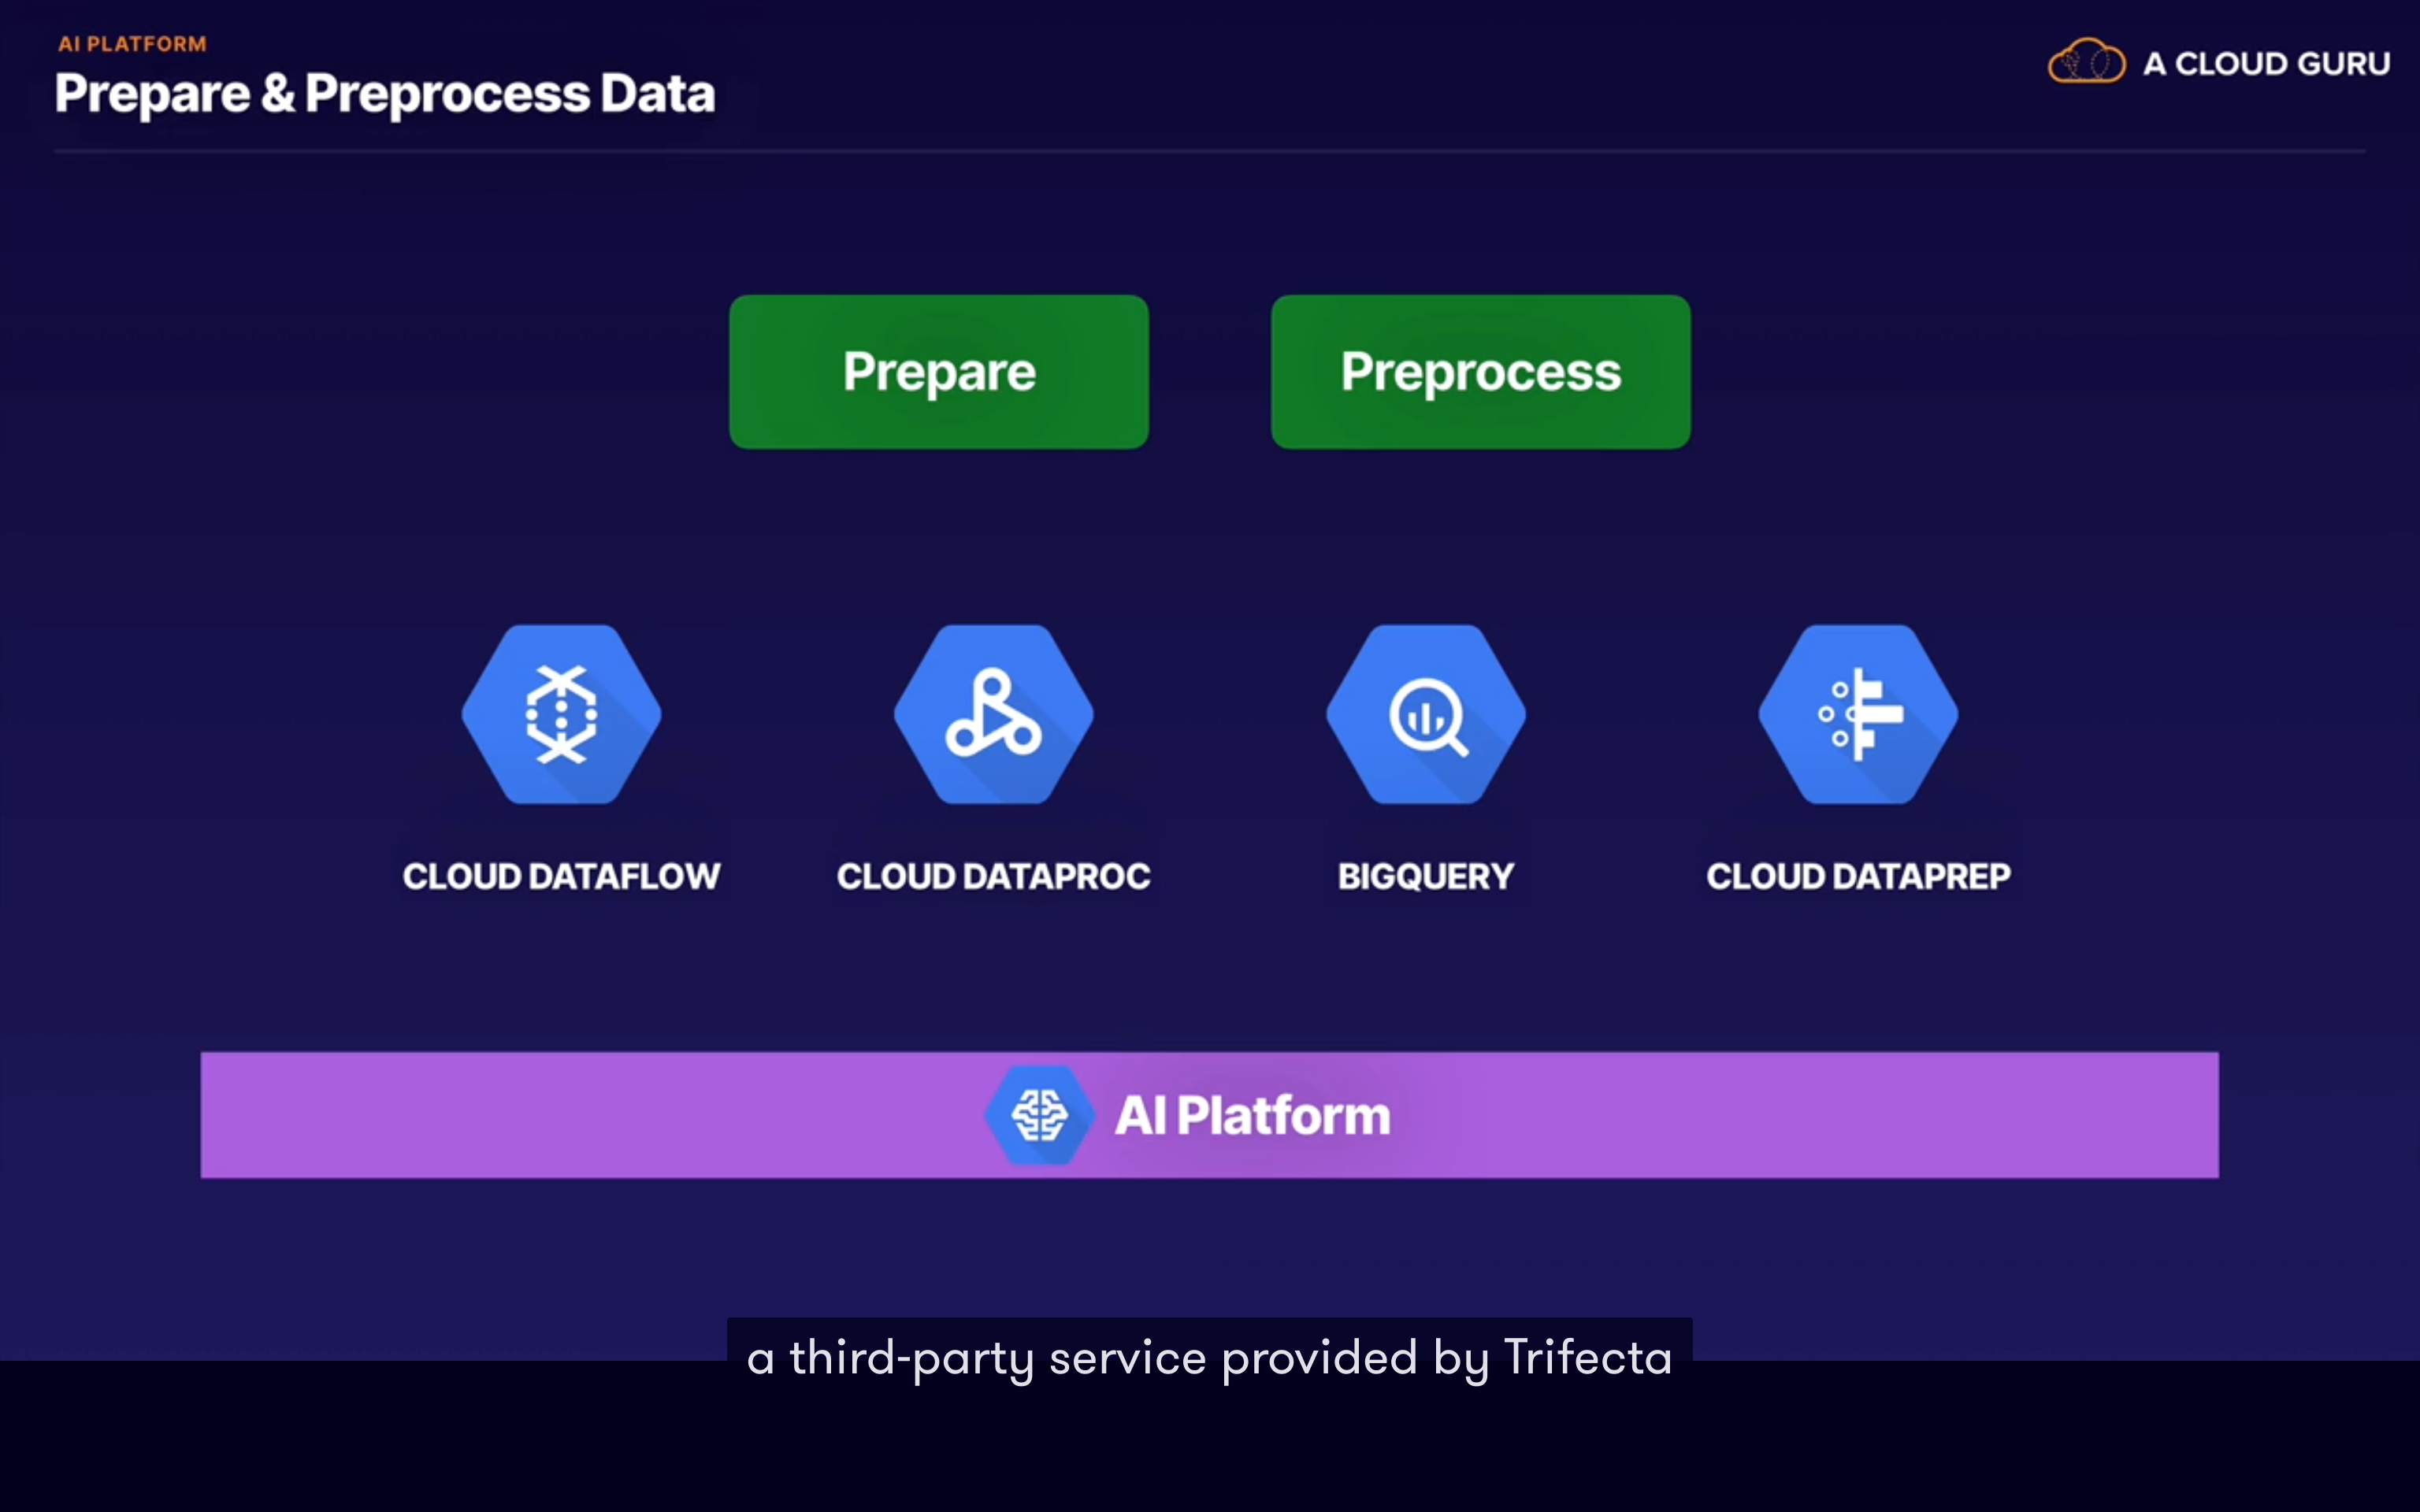 AI PLATFORM
Prepare & Preprocess Data
A CLOUD GURU
Prepare
Preprocess
CLOUD DATAFLOW
CLOUD DATAPROC
BIGQUERY
CLOUD DATAPREP
AI Platform
a third-party service provided by Trifecta